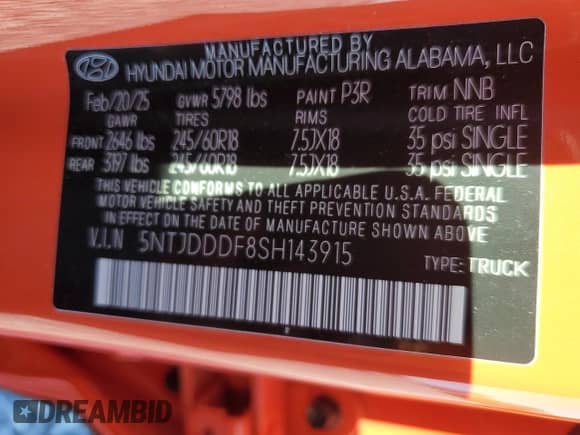 MANUFACTURED BY
HYUNDAI MOTOR MANUFACTURING ALABAMA, LLC
Feb/20/25 GVWR 5798 lbs PAINT P3R TRIM NNB
GAWR TIRES RIMS COLD TIRE INFL
FRONT 2646 lbs 245/60R18 7.5JX18 35 psi SINGLE
REAR 3197 lbs 245/60R18 7.5JX18 35 psi SINGLE
THIS VEHICLE CONFORMS TO ALL APPLICABLE U.S.A. FEDERAL
MOTOR VEHICLE SAFETY AND THEFT PREVENTION STANDARDS
IN EFFECT ON THE DATE OF MANUFACTURE SHOWN ABOVE.
V.I.N 5NTJDDDF8SH143915
TYPE: TRUCK
DREAMBID